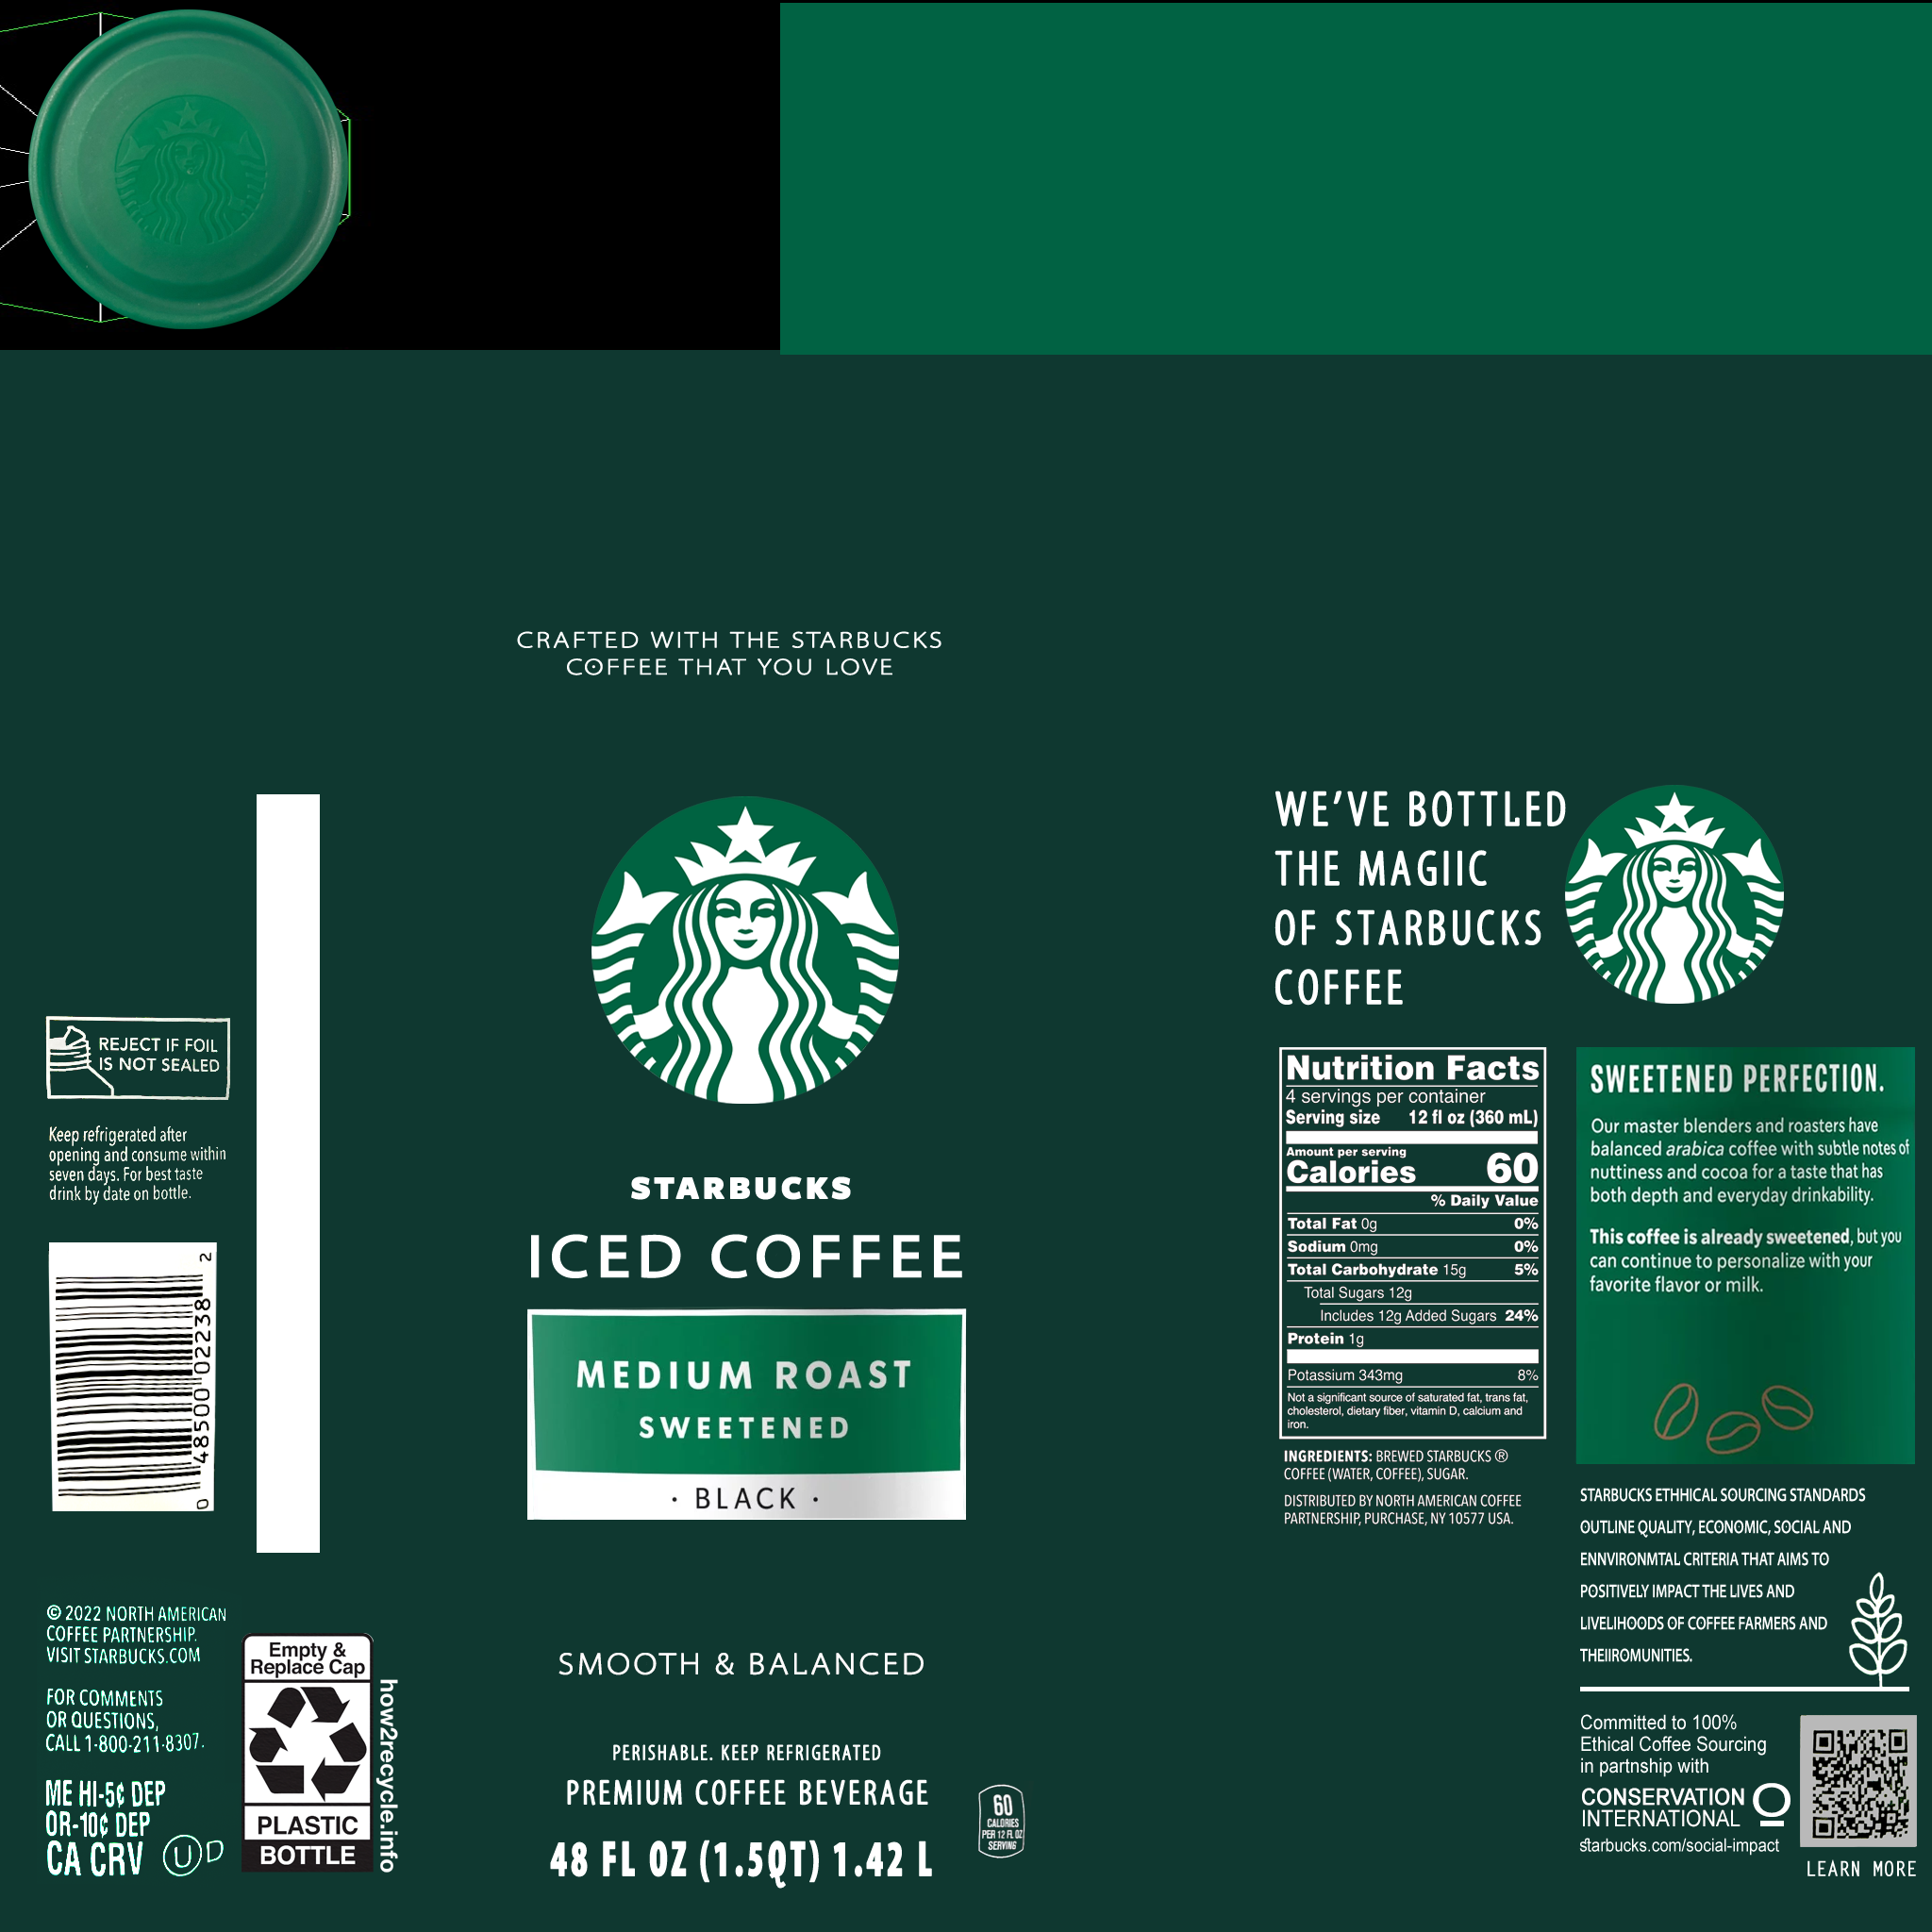 CRAFTED WITH THE STARBUCKS
COFFEE THAT YOU LOVE
REJECT IF FOIL
IS NOT SEALED
Keep refrigerated after
opening and consume within
seven days. For best taste
drink by date on bottle.
0 48500 02238 2
© 2022 NORTH AMERICAN
COFFEE PARTNERSHIP.
VISIT STARBUCKS.COM
FOR COMMENTS
OR QUESTIONS,
CALL 1-800-211-8307.
ME HI-5¢ DEP
OR-10¢ DEP
CA CRV
U D
Empty &
Replace Cap
PLASTIC
BOTTLE
how2recycle.info
STARBUCKS
ICED COFFEE
MEDIUM ROAST
SWEETENED
· BLACK ·
SMOOTH & BALANCED
PERISHABLE. KEEP REFRIGERATED
PREMIUM COFFEE BEVERAGE
48 FL OZ (1.5QT) 1.42 L
60
CALORIES
PER 12 FL OZ
SERVING
WE'VE BOTTLED
THE MAGIIC
OF STARBUCKS
COFFEE
Nutrition Facts
4 servings per container
Serving size 12 fl oz (360 mL)
Amount per serving
Calories 60
% Daily Value
Total Fat 0g 0%
Sodium 0mg 0%
Total Carbohydrate 15g 5%
Total Sugars 12g
Includes 12g Added Sugars 24%
Protein 1g
Potassium 343mg 8%
Not a significant source of saturated fat, trans fat,
cholesterol, dietary fiber, vitamin D, calcium and
iron.
INGREDIENTS: BREWED STARBUCKS ®
COFFEE (WATER, COFFEE), SUGAR.
DISTRIBUTED BY NORTH AMERICAN COFFEE
PARTNERSHIP, PURCHASE, NY 10577 USA.
SWEETENED PERFECTION.
Our master blenders and roasters have
balanced arabica coffee with subtle notes of
nuttiness and cocoa for a taste that has
both depth and everyday drinkability.
This coffee is already sweetened, but you
can continue to personalize with your
favorite flavor or milk.
STARBUCKS ETHHICAL SOURCING STANDARDS
OUTLINE QUALITY, ECONOMIC, SOCIAL AND
ENNVIRONMTAL CRITERIA THAT AIMS TO
POSITIVELY IMPACT THE LIVES AND
LIVELIHOODS OF COFFEE FARMERS AND
THEIIROMUNITIES.
Committed to 100%
Ethical Coffee Sourcing
in partnship with
CONSERVATION
INTERNATIONAL
starbucks.com/social-impact
LEARN MORE